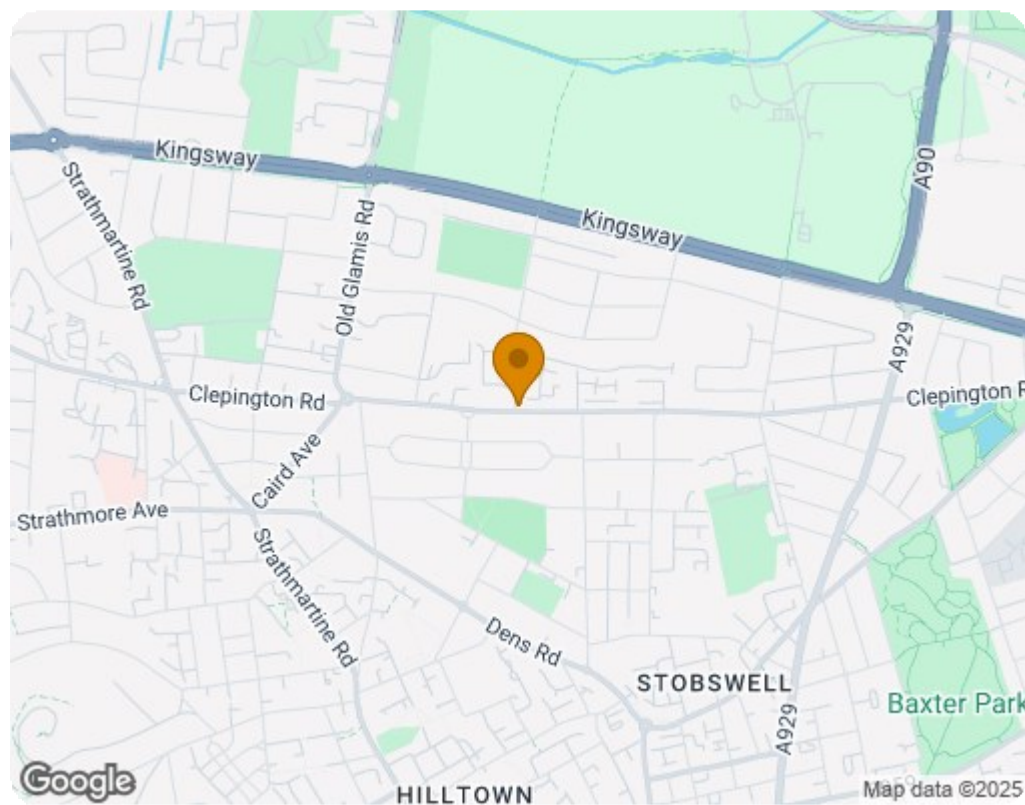 Kingsway
Strathmartine Rd
Old Glamis Rd
Kingsway
A90
A929
Clepington Rd
Clepington
Caird Ave
Strathmore Ave
Strathmartine Rd
Dens Rd
STOBSWELL
A929
Baxter Park
HILLTOWN
Google
Map data ©2025